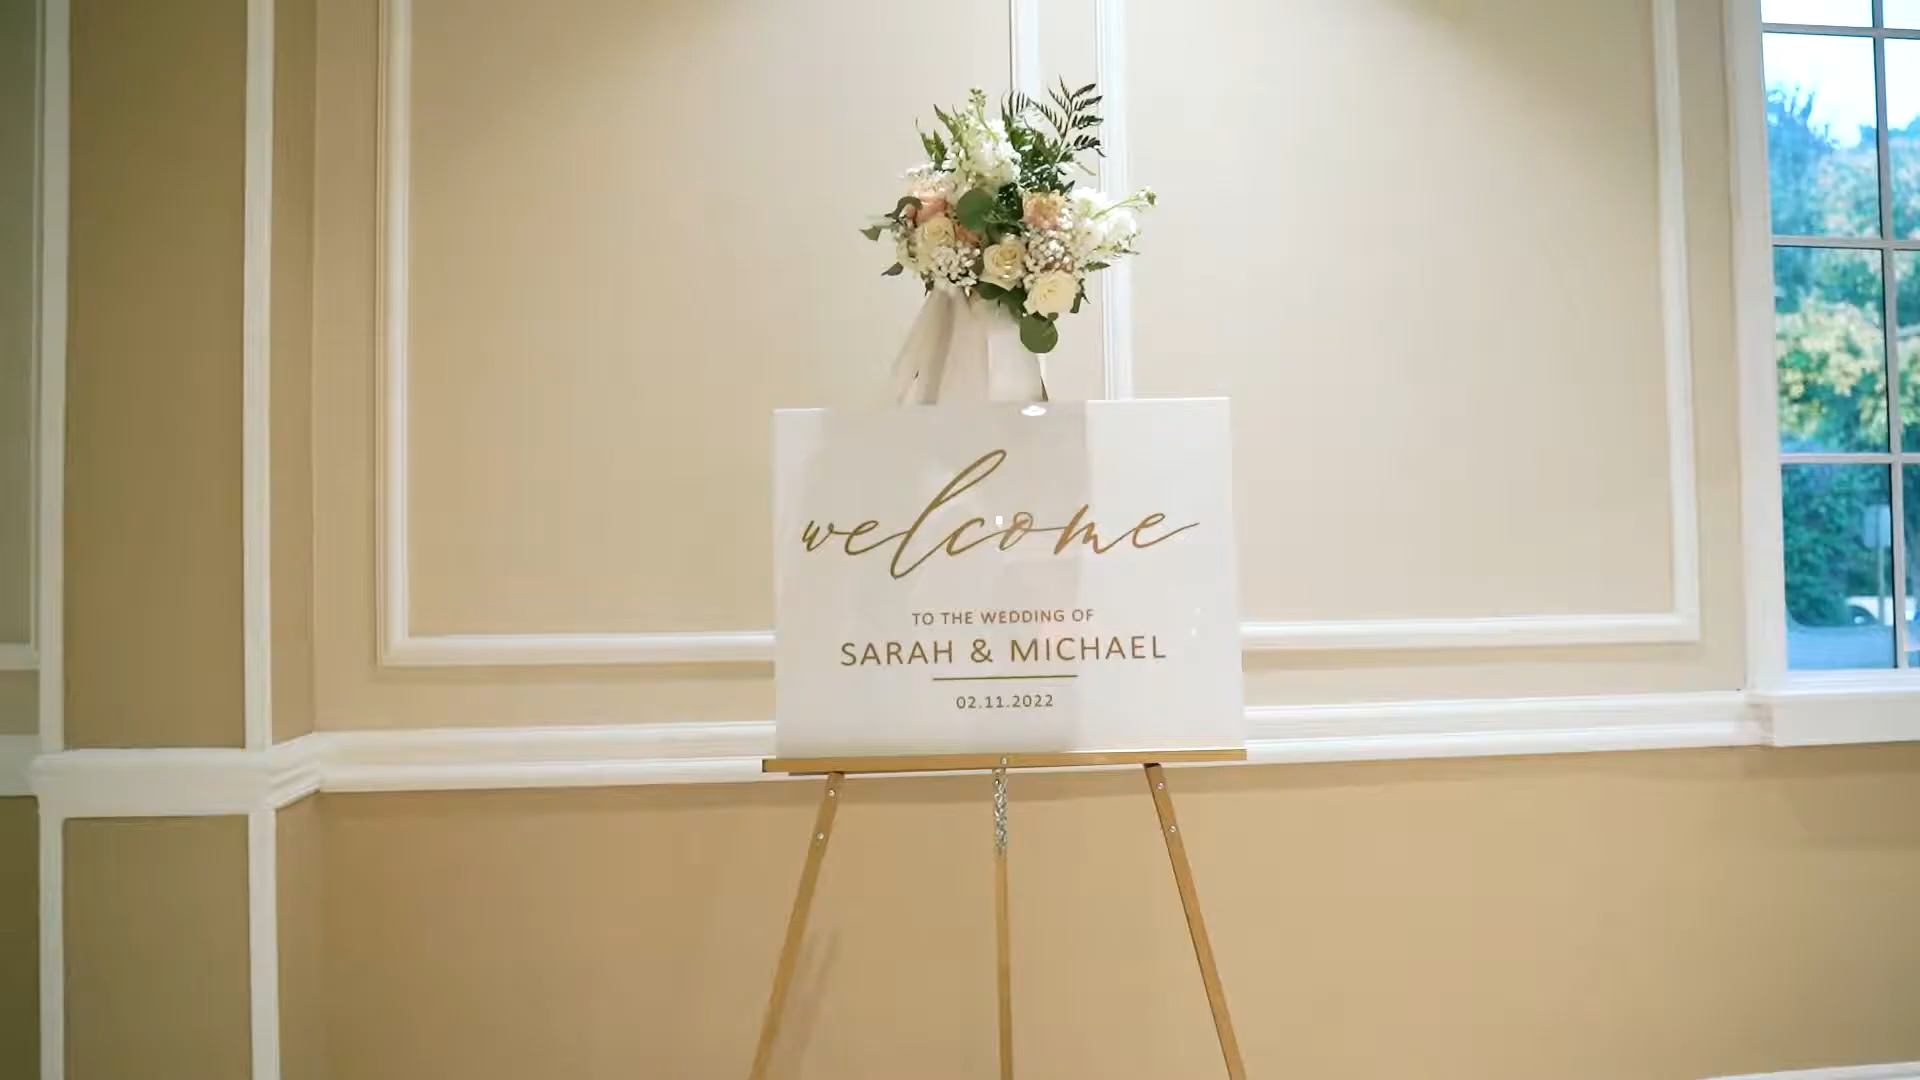 welcome
TO THE WEDDING OF
SARAH & MICHAEL
02.11.2022